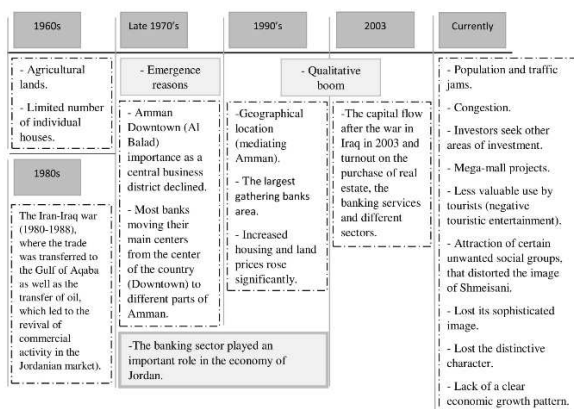 1960s
Late 1970's
1990's
2003
Currently
- Agricultural
lands.
- Limited number
of individual
houses.
1980s
The Iran-Iraq war
(1980-1988),
where the trade
was transferred to
the Gulf of Aqaba
as well as the
transfer of oil,
which led to the
revival of
commercial
activity in the
Jordanian market).
- Emergence
reasons
- Amman
Downtown (Al
Balad)
importance as a
central business
district declined.
- Most banks
moving their
main centers
from the center
of the country
(Downtown) to
different parts of
Amman.
-The banking sector played an
important role in the economy of
Jordan.
- Qualitative
boom
-Geographical
location
(mediating
Amman).
- The largest
gathering banks
area.
- Increased
housing and land
prices rose
significantly.
-The capital flow
after the war in
Iraq in 2003 and
turnout on the
purchase of real
estate, the
banking services
and different
sectors.
- Population and traffic
jams.
- Congestion.
- Investors seek other
areas of investment.
- Mega-mall projects.
- Less valuable use by
tourists (negative
touristic entertainment).
- Attraction of certain
unwanted social groups,
that distorted the image
of Shmeisani.
- Lost its sophisticated
image.
- Lost the distinctive
character.
- Lack of a clear
economic growth pattern.